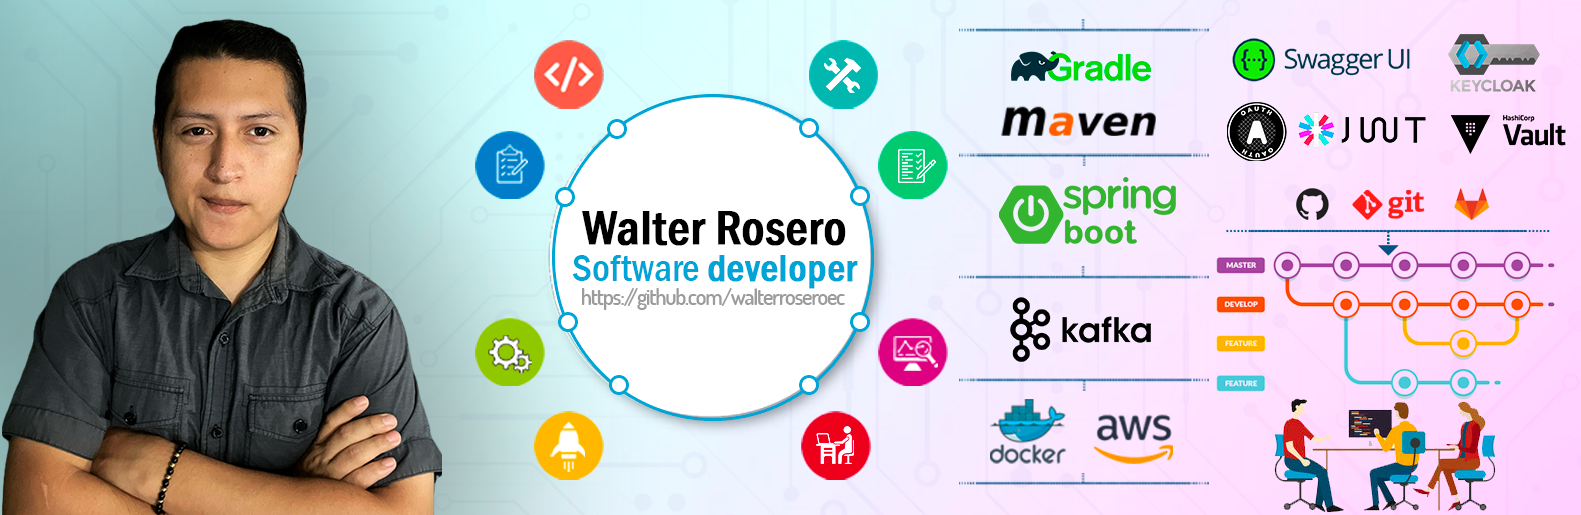 Walter Rosero
Software developer
https://github.com/walterroseroec
Gradle
maven
spring
boot
kafka
docker
aws
Swagger UI
KEYCLOAK
OAUTH
A
OAUTH
JWT
HashiCorp
Vault
git
MASTER
DEVELOP
FEATURE
FEATURE